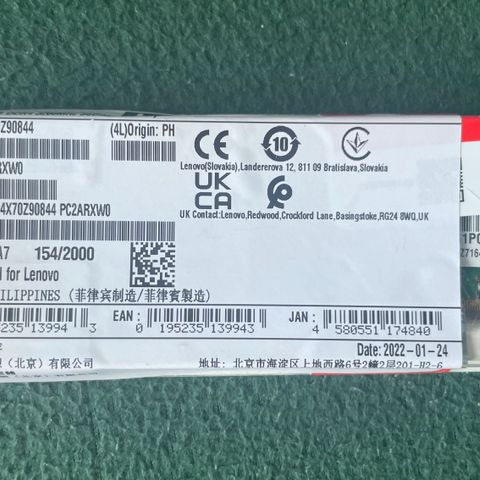 Z90844 (4L)Origin: PH
RXW0
CE 10
Lenovo(Slovakia),Landererova 12, 811 09 Bratislava,Slovakia
UK
CA
4X70Z90844 PC2ARXW0
UK Contact:Lenovo,Redwood,Crockford Lane,Basingstoke,RG24 8WQ,UK
A7 154/2000
d for Lenovo
ILIPPINES (菲律宾制造/菲律賓製造)
5235 13994 3 EAN: 0 195235 139943 JAN: 4 580551 174840
Date: 2022-01-24
(北京)有限公司 地址: 北京市海淀区上地西路6号2幢2层201-H2-6
1P